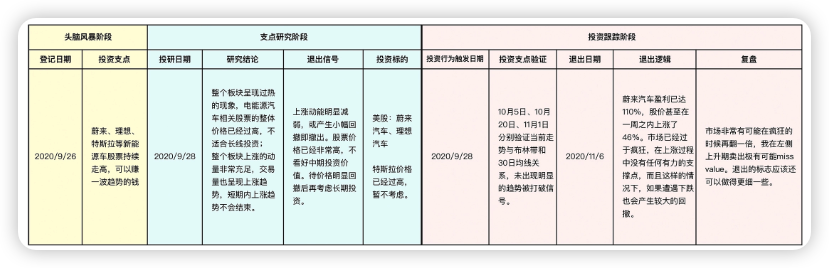 头脑风暴阶段
支点研究阶段
投资跟踪阶段
登记日期
投资支点
投研日期
研究结论
退出信号
投资标的
投资行为触发日期
投资支点验证
退出日期
退出逻辑
复盘
2020/9/26
蔚来、理想、
特斯拉等新能
源车股票持续
走高，可以赚
一波趋势的钱
2020/9/28
整个板块呈现过热
的现象，电能源汽
车相关股票的整体
价格已经过高，不
适合长线投资；
整个板块上涨的动
量非常充足，交易
量也呈现上涨趋
势，短期内上涨趋
势不会结束。
上涨动能明显减
弱，或产生小幅回
撤即撤出。股票价
格已经非常高，不
看好中期投资价
值。待价格明显回
撤后再考虑长期投
资。
美股：蔚来
汽车、理想
汽车
特斯拉价格
已经过高，
暂不考虑。
2020/9/28
10月5日、10月
20日、11月1日
分别验证当前走
势与布林带和
30日均线关
系，未出现明显
的趋势被打破信
号。
2020/11/6
蔚来汽车盈利已达
110%，股价甚至在
一周之内上涨了
46%。市场已经过
于疯狂，在上涨过程
中没有任何有力的支
撑点，而且这样的情
况下，如果遭遇下跌
也会产生较大的回
撤。
市场非常有可能在疯狂的
时候再翻一倍，我在左侧
上升期卖出极有可能miss
value。退出的标志应该还
可以做得更细一些。